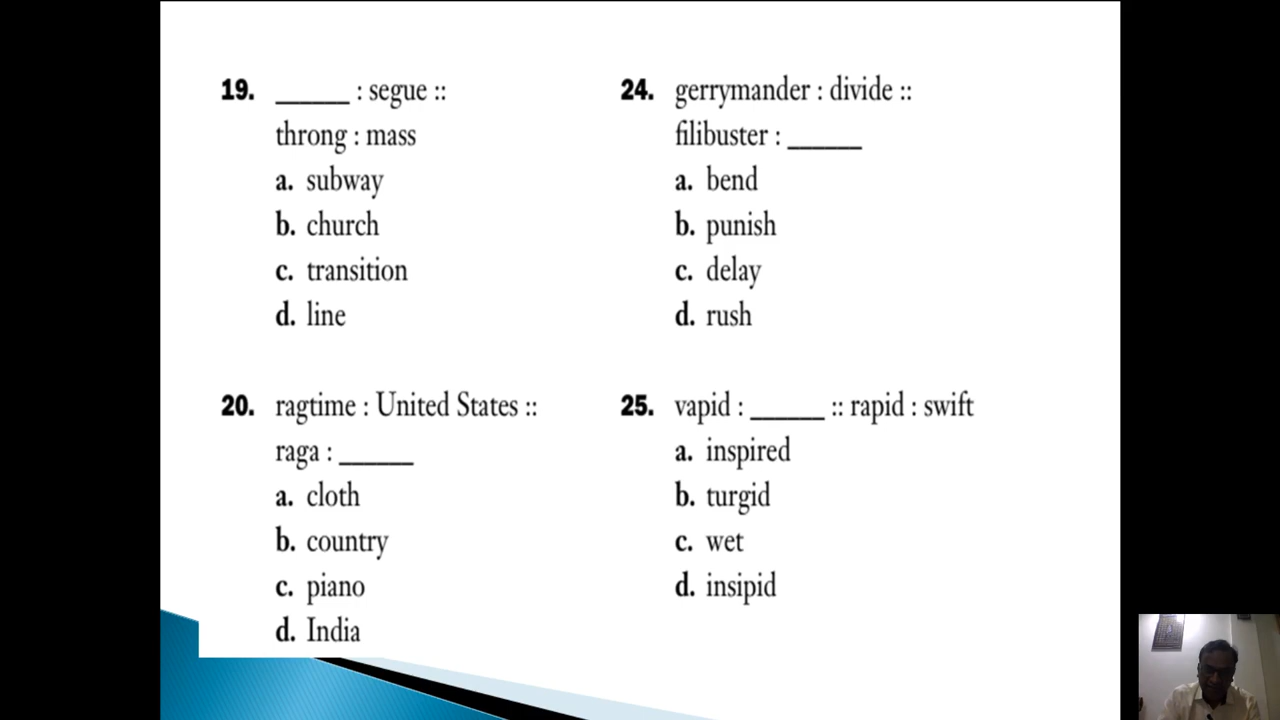 19. ______ : segue ::
throng : mass
a. subway
b. church
c. transition
d. line
20. ragtime : United States ::
raga : ______
a. cloth
b. country
c. piano
d. India
24. gerrymander : divide ::
filibuster : ______
a. bend
b. punish
c. delay
d. rush
25. vapid : ______ :: rapid : swift
a. inspired
b. turgid
c. wet
d. insipid